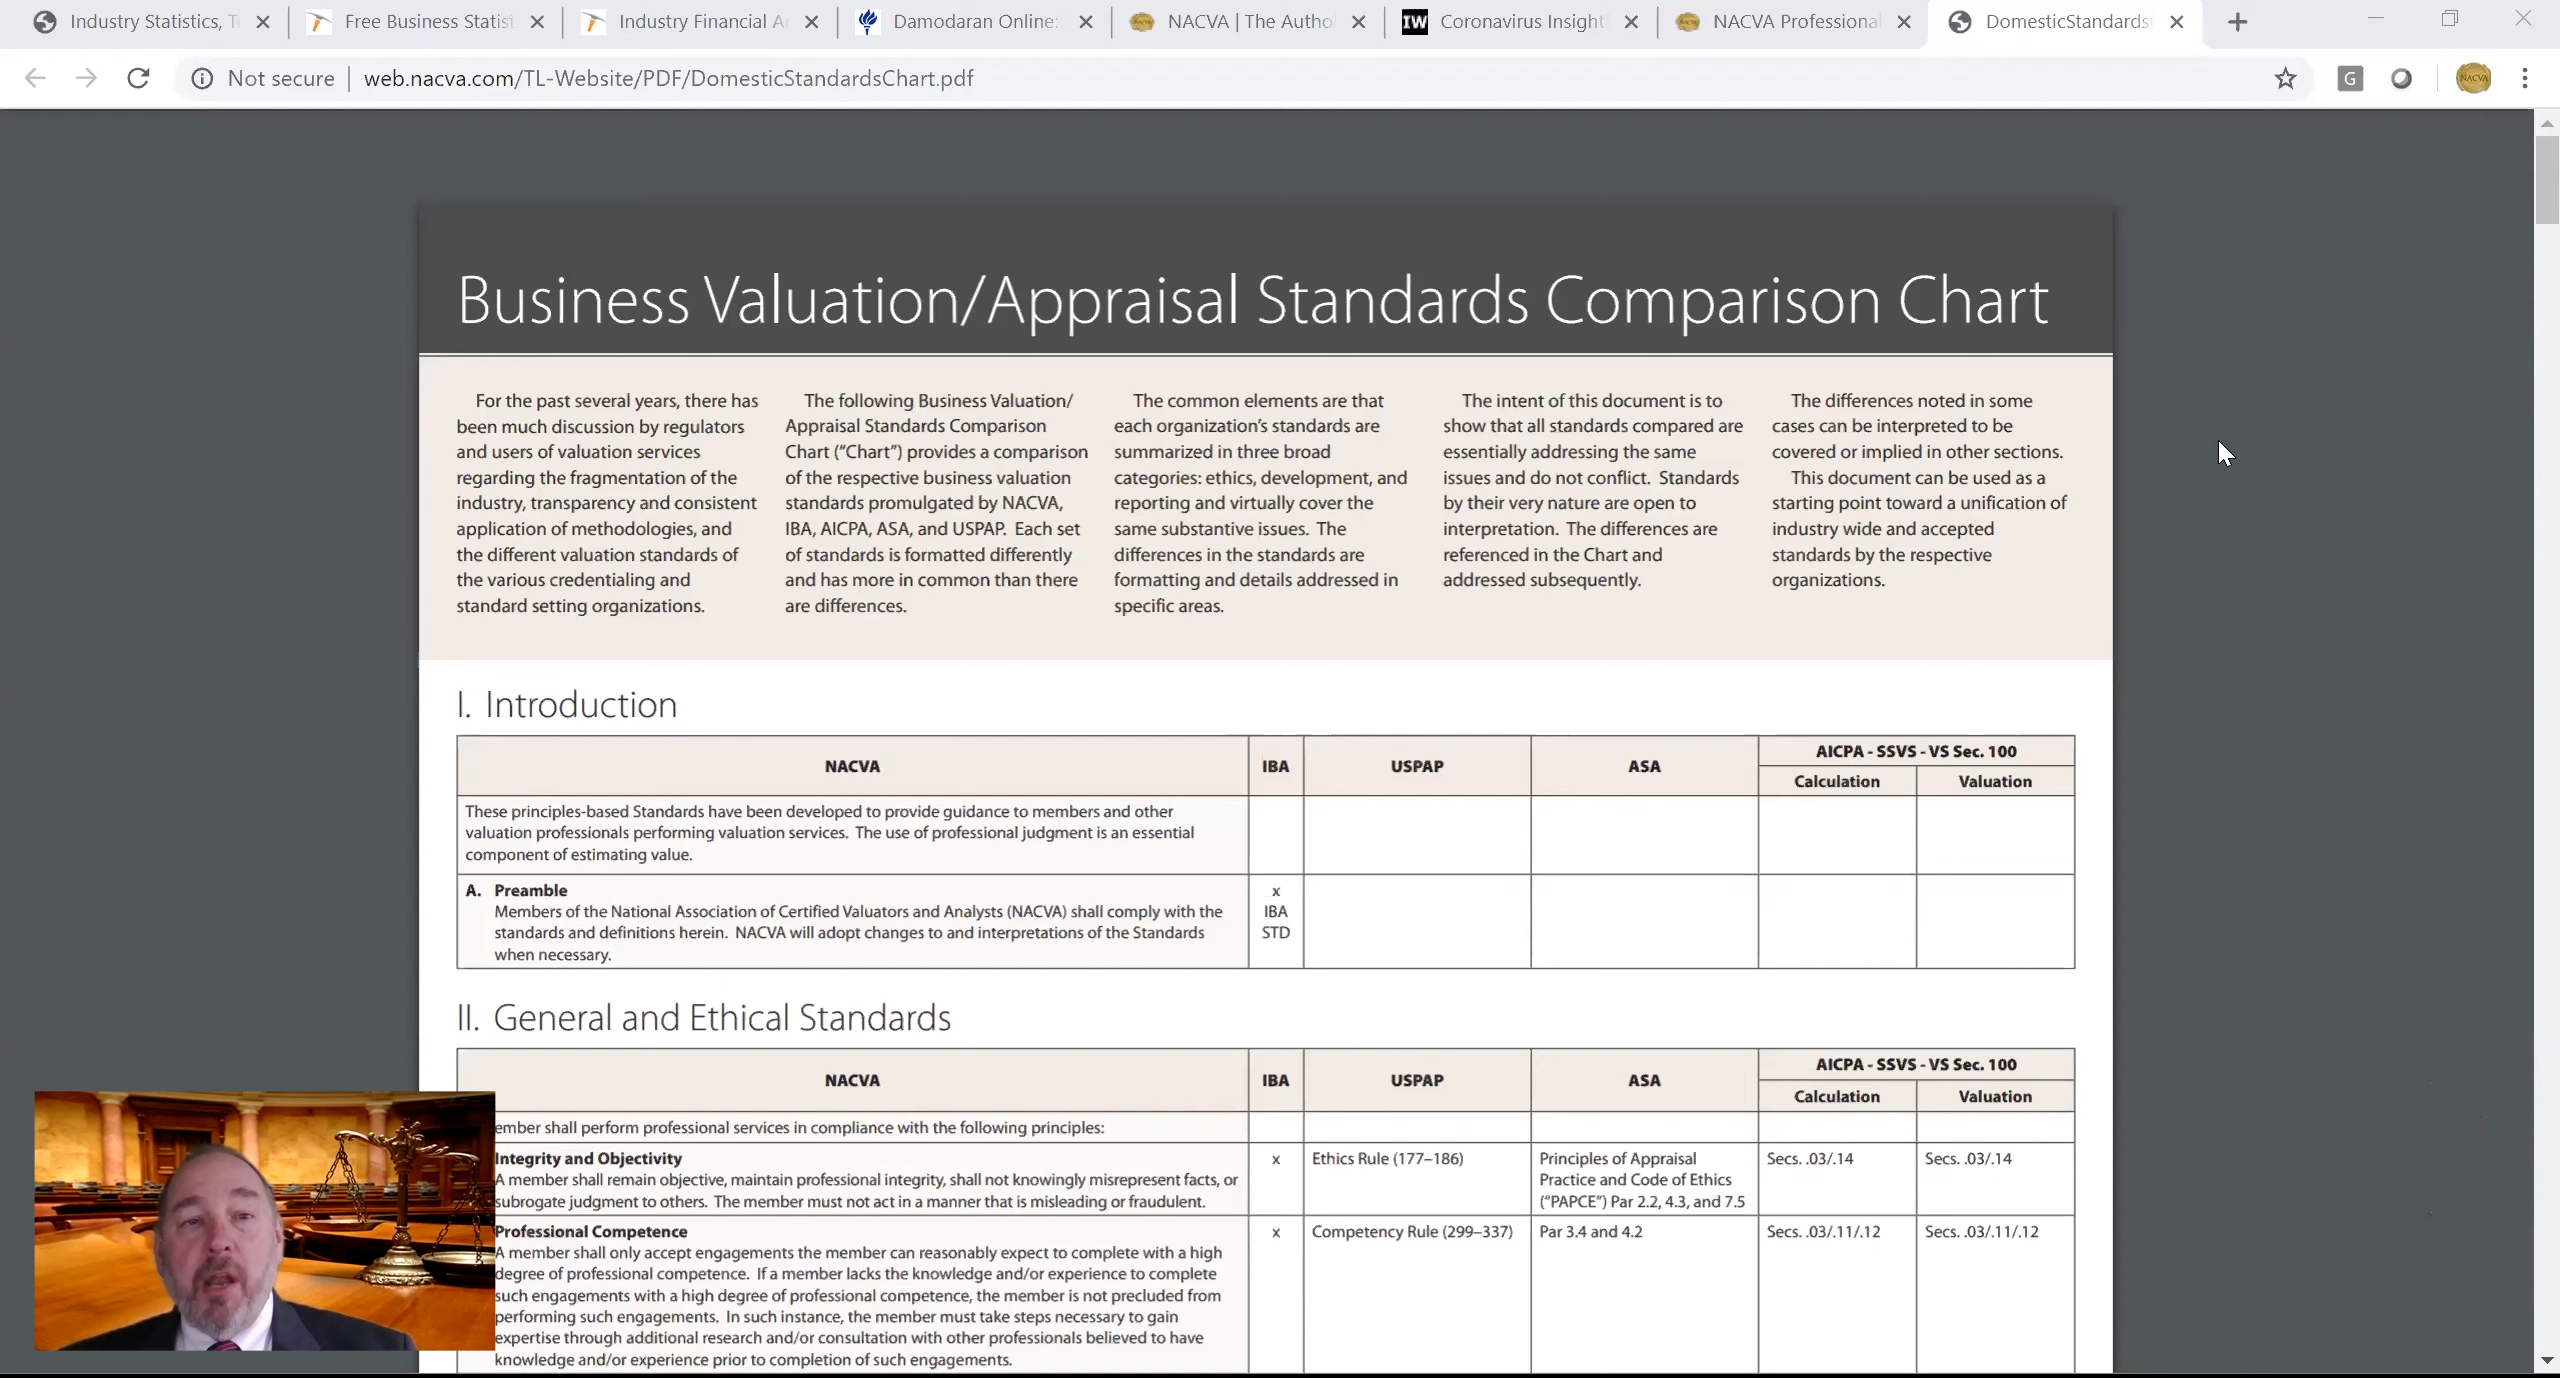 Industry Statistics, T
Free Business Statist
Industry Financial A
Damodaran Online:
NACVA | The Autho
IW
Coronavirus Insight
NACVA Professional
DomesticStandards
Not secure
web.nacva.com/TL-Website/PDF/DomesticStandardsChart.pdf
G
NACVA
Business Valuation/Appraisal Standards Comparison Chart
For the past several years, there has
been much discussion by regulators
and users of valuation services
regarding the fragmentation of the
industry, transparency and consistent
application of methodologies, and
the different valuation standards of
the various credentialing and
standard setting organizations.
The following Business Valuation/
Appraisal Standards Comparison
Chart (“Chart”) provides a comparison
of the respective business valuation
standards promulgated by NACVA,
IBA, AICPA, ASA, and USPAP. Each set
of standards is formatted differently
and has more in common than there
are differences.
The common elements are that
each organization’s standards are
summarized in three broad
categories: ethics, development, and
reporting and virtually cover the
same substantive issues. The
differences in the standards are
formatting and details addressed in
specific areas.
The intent of this document is to
show that all standards compared are
essentially addressing the same
issues and do not conflict. Standards
by their very nature are open to
interpretation. The differences are
referenced in the Chart and
addressed subsequently.
The differences noted in some
cases can be interpreted to be
covered or implied in other sections.
This document can be used as a
starting point toward a unification of
industry wide and accepted
standards by the respective
organizations.
I. Introduction
NACVA
IBA
USPAP
ASA
AICPA - SSVS - VS Sec. 100
Calculation
Valuation
These principles-based Standards have been developed to provide guidance to members and other
valuation professionals performing valuation services. The use of professional judgment is an essential
component of estimating value.
A. Preamble
Members of the National Association of Certified Valuators and Analysts (NACVA) shall comply with the
standards and definitions herein. NACVA will adopt changes to and interpretations of the Standards
when necessary.
x
IBA
STD
II. General and Ethical Standards
NACVA
IBA
USPAP
ASA
AICPA - SSVS - VS Sec. 100
Calculation
Valuation
ember shall perform professional services in compliance with the following principles:
Integrity and Objectivity
A member shall remain objective, maintain professional integrity, shall not knowingly misrepresent facts, or
subrogate judgment to others. The member must not act in a manner that is misleading or fraudulent.
x
Ethics Rule (177–186)
Principles of Appraisal
Practice and Code of Ethics
(“PAPCE”) Par 2.2, 4.3, and 7.5
Secs. .03/.14
Secs. .03/.14
Professional Competence
A member shall only accept engagements the member can reasonably expect to complete with a high
degree of professional competence. If a member lacks the knowledge and/or experience to complete
such engagements with a high degree of professional competence, the member is not precluded from
performing such engagements. In such instance, the member must take steps necessary to gain
expertise through additional research and/or consultation with other professionals believed to have
knowledge and/or experience prior to completion of such engagements.
x
Competency Rule (299–337)
Par 3.4 and 4.2
Secs. .03/.11/.12
Secs. .03/.11/.12